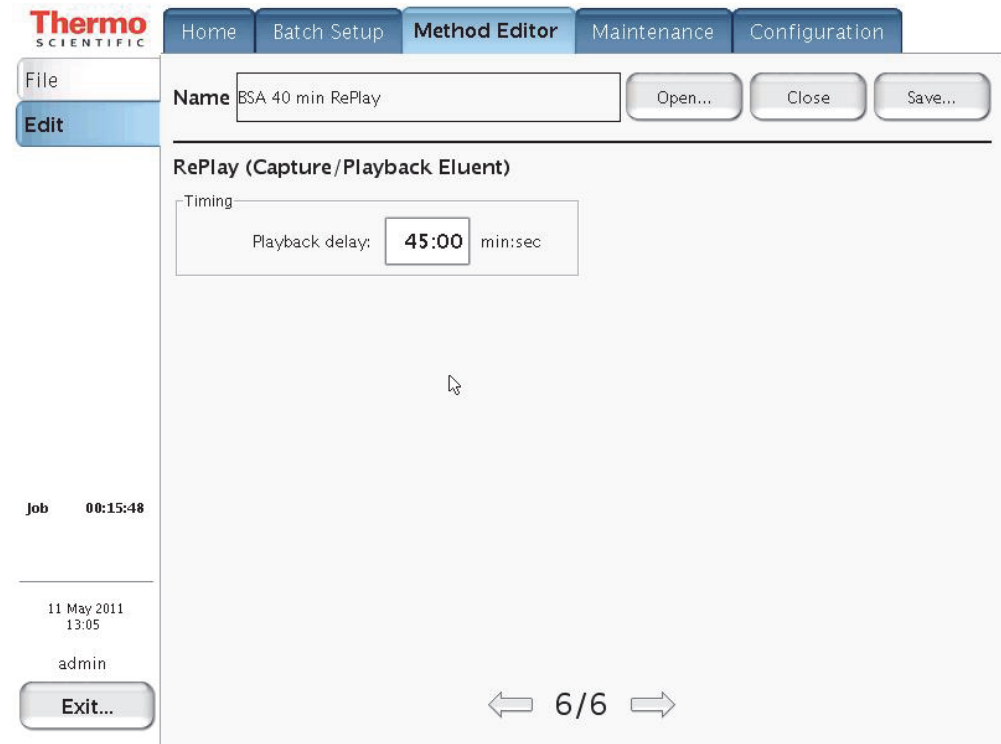 Thermo
SCIENTIFIC
Home
Batch Setup
Method Editor
Maintenance
Configuration
File
Edit
Name BSA 40 min RePlay
Open...
Close
Save...
RePlay (Capture/Playback Eluent)
Timing
Playback delay: 45:00 min:sec
Job 00:15:48
11 May 2011
13:05
admin
Exit...
6/6